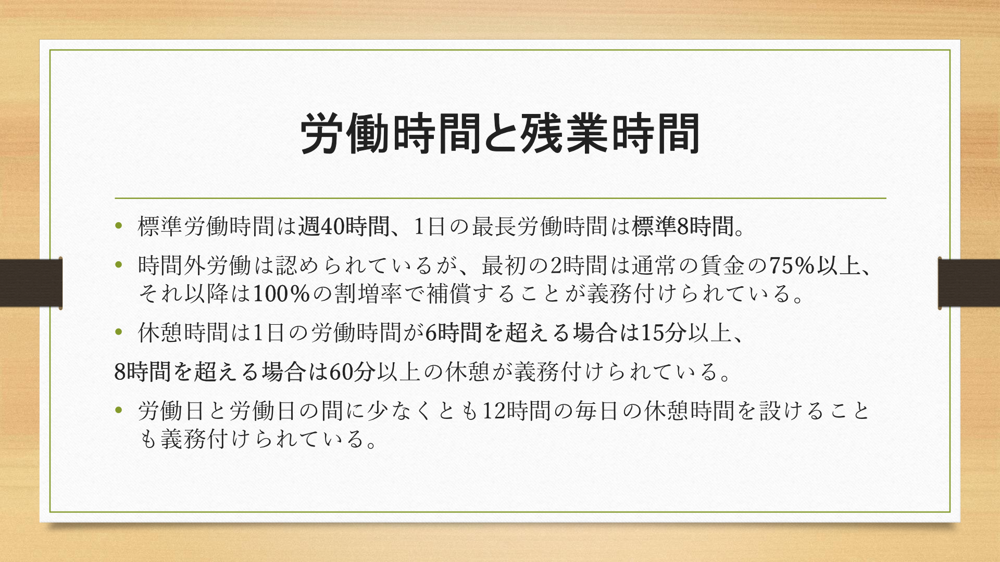 労働時間と残業時間
• 標準労働時間は週40時間、1日の最長労働時間は標準8時間。
• 時間外労働は認められているが、最初の2時間は通常の賃金の75%以上、
それ以降は100%の割増率で補償することが義務付けられている。
• 休憩時間は1日の労働時間が6時間を超える場合は15分以上、
8時間を超える場合は60分以上の休憩が義務付けられている。
• 労働日と労働日の間に少なくとも12時間の毎日の休憩時間を設けること
も義務付けられている。